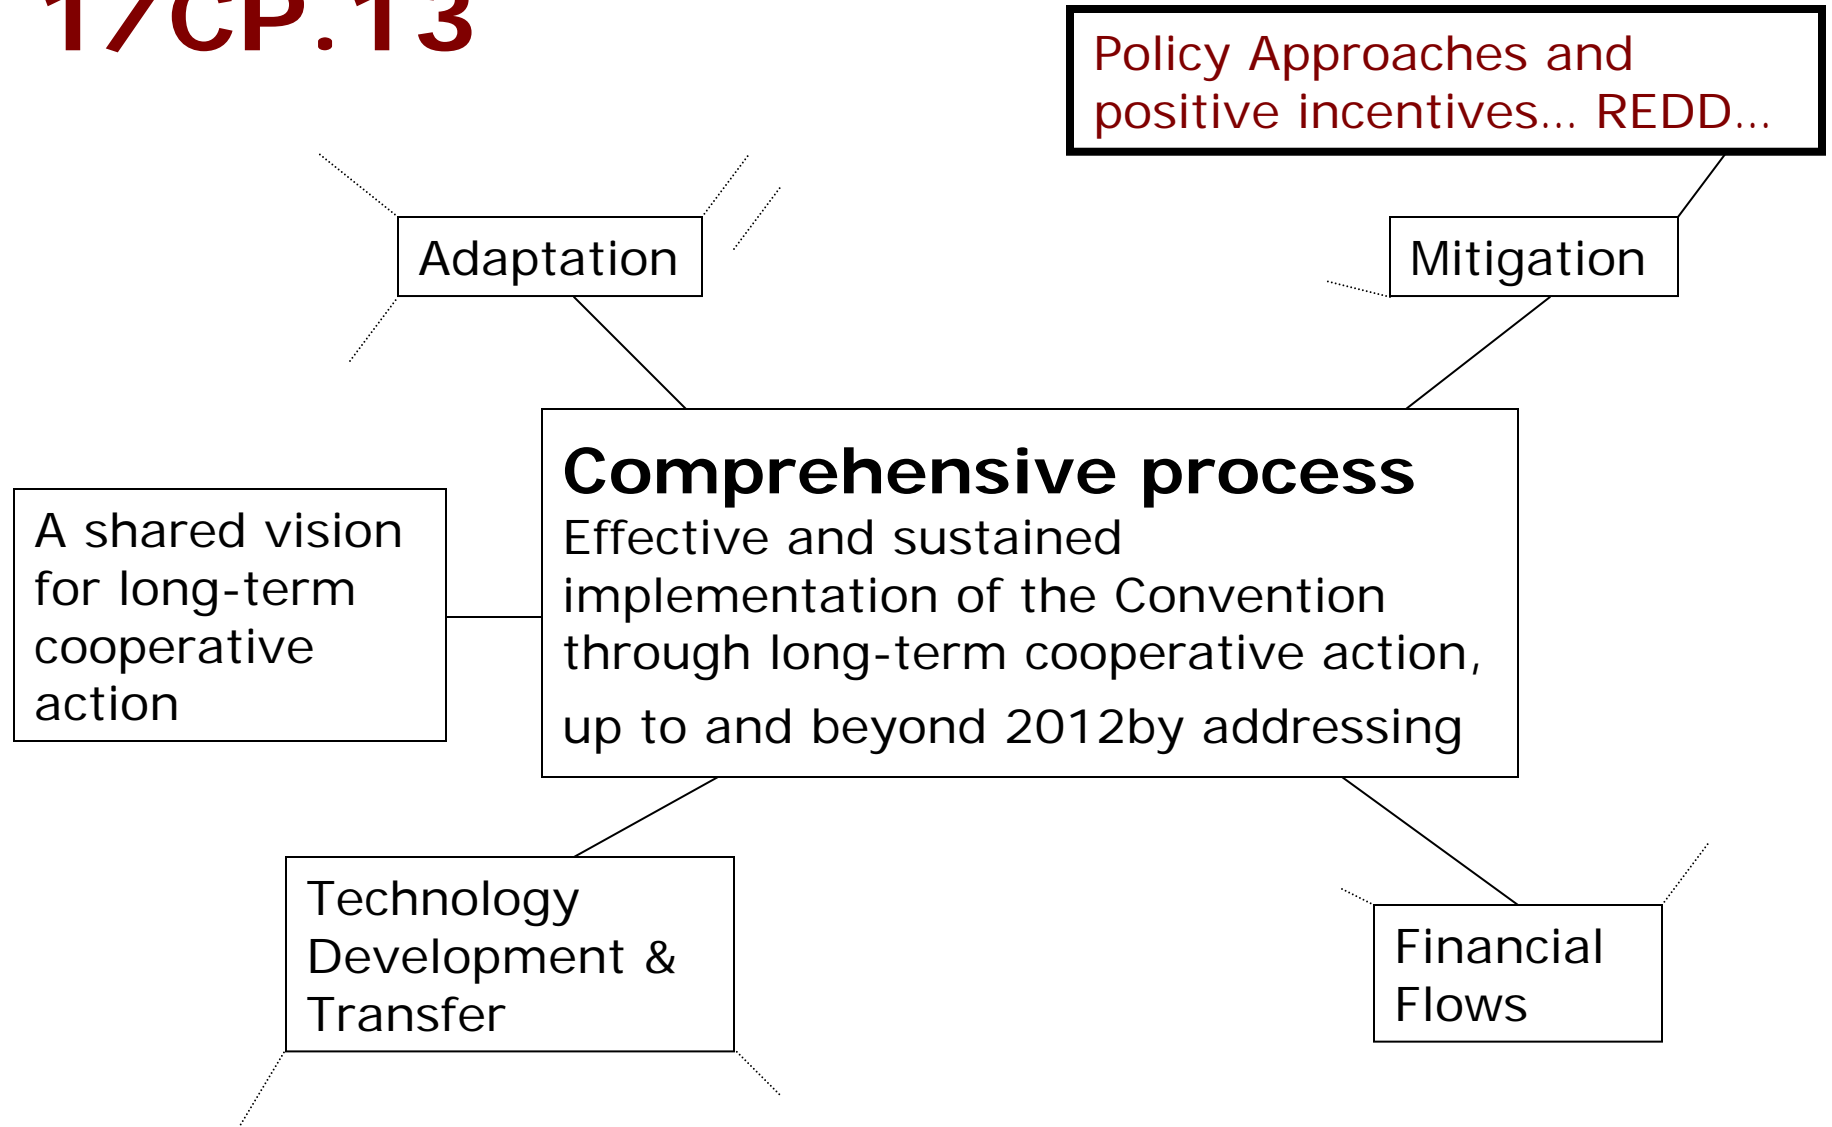 1/CP.13
Policy Approaches and
positive incentives... REDD...
Adaptation
Mitigation
Comprehensive process
Effective and sustained
implementation of the Convention
through long-term cooperative action,
up to and beyond 2012by addressing
A shared vision
for long-term
cooperative
action
Technology
Development &
Transfer
Financial
Flows